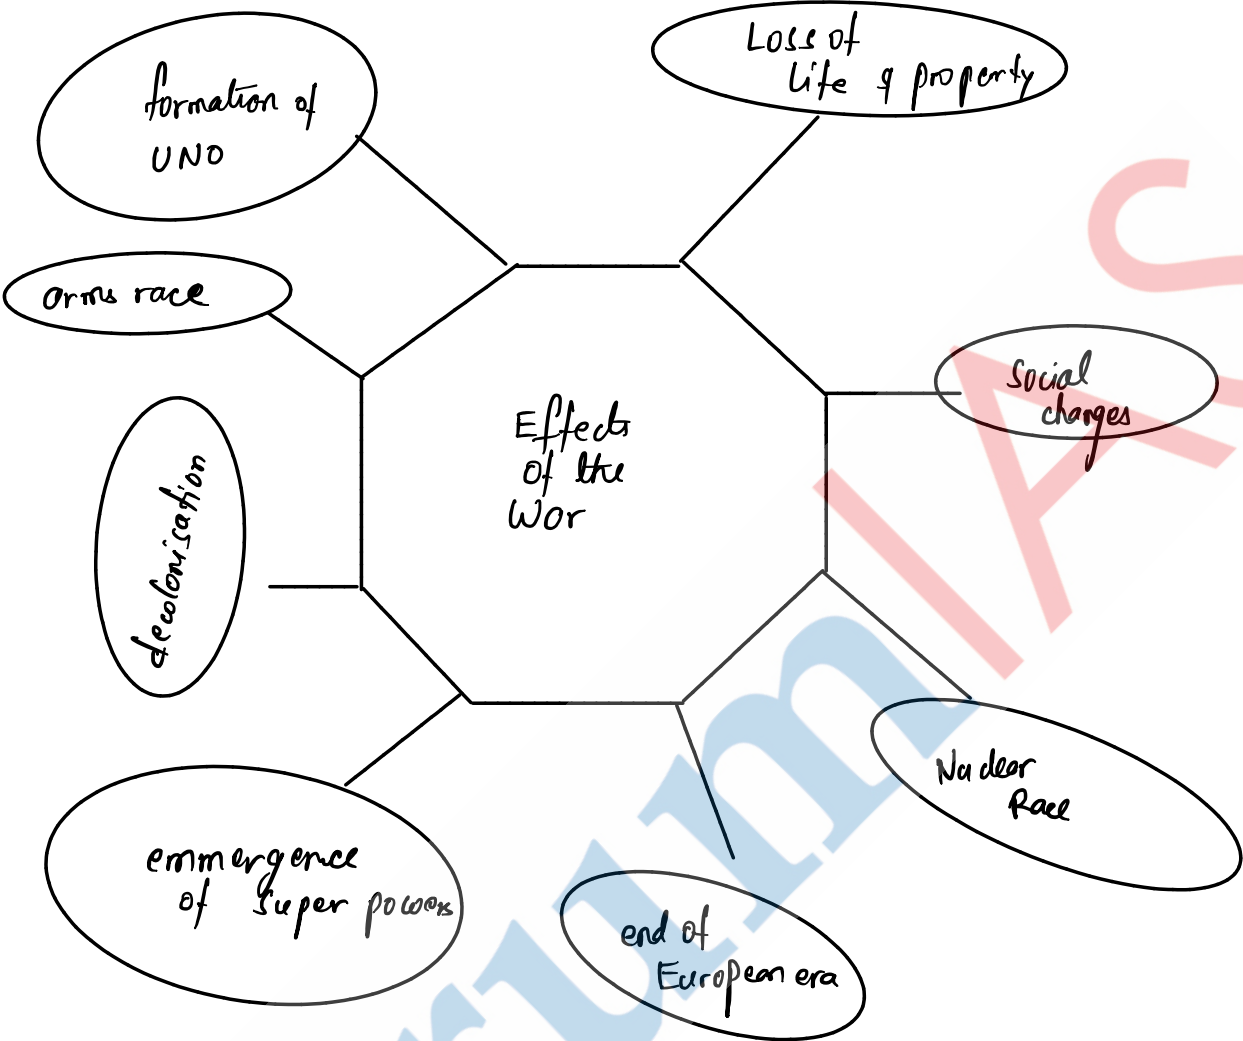 formation of
UNO
Loss of
Life & property
arms race
Social
changes
Effects
of the
War
decolonisation
Nuclear
Race
emmergence
of super powers
end of
European era
rumIAS